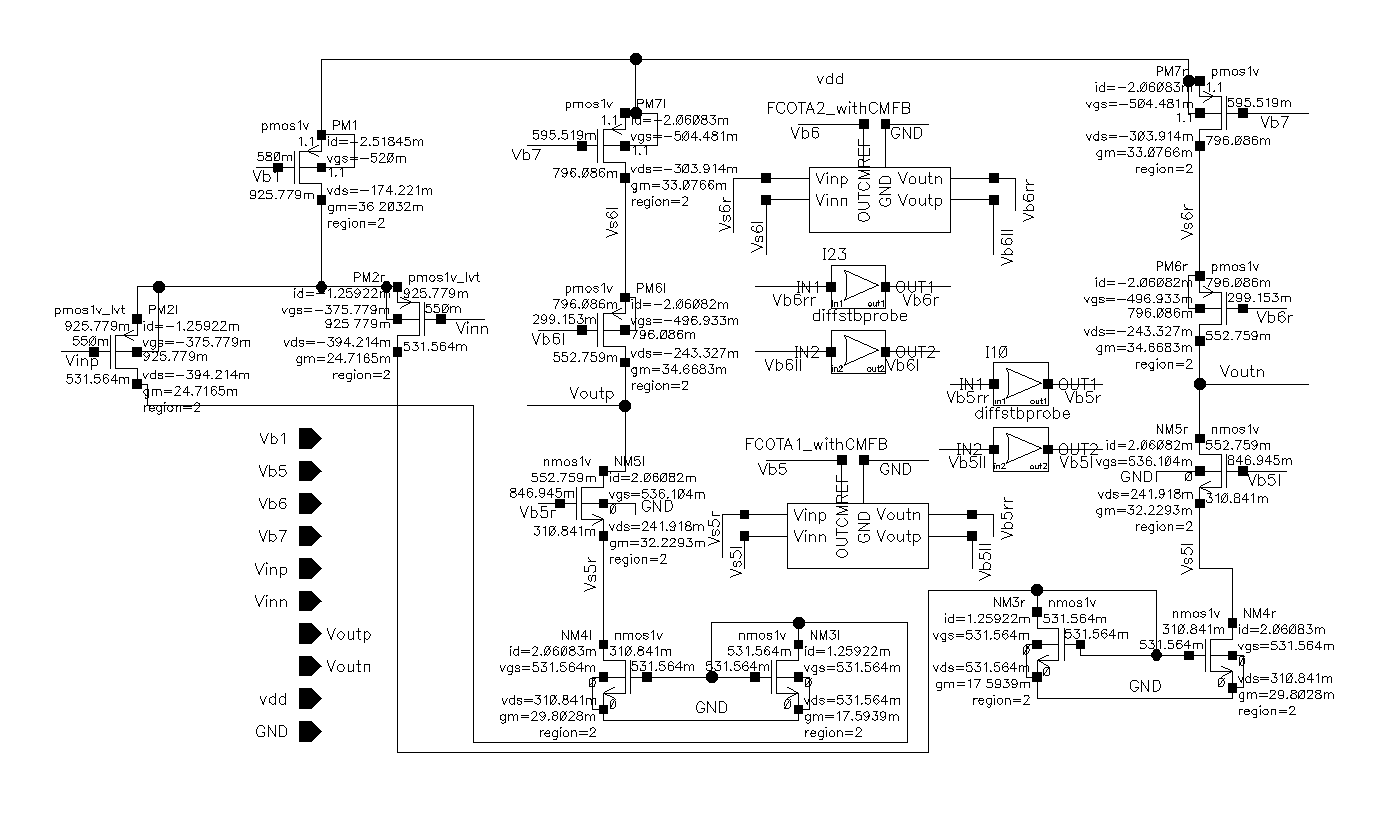 vdd
pmos1v
PM1
1.1
id=-2.51845m
vgs=-520m
580m
Vb1
1.1
925.779m
vds=-174.221m
gm=36.2032m
region=2
pmos1v
PM7l
1.1
id=-2.06083m
vgs=-504.481m
595.519m
Vb7
1.1
796.086m
vds=-303.914m
gm=33.0766m
region=2
Vs6l
FCOTA2_withCMFB
Vb6
GND
Vinp
Vinn
OUTCMREF
GND
Voutn
Voutp
Vs6r
Vs6l
Vb6rr
Vb6ll
PM7r
pmos1v
id=-2.06083m
1.1
vgs=-504.481m
595.519m
1.1
Vb7
vds=-303.914m
796.086m
gm=33.0766m
region=2
Vs6r
pmos1v_lvt
PM2l
925.779m
id=-1.25922m
550m
vgs=-375.779m
925.779m
Vinp
531.564m
vds=-394.214m
gm=24.7165m
region=2
PM2r
pmos1v_lvt
id=-1.25922m
925.779m
vgs=-375.779m
550m
925.779m
Vinn
vds=-394.214m
531.564m
gm=24.7165m
region=2
pmos1v
PM6l
796.086m
id=-2.06082m
299.153m
vgs=-496.933m
796.086m
Vb6l
552.759m
vds=-243.327m
gm=34.6683m
region=2
Voutp
I23
IN1
OUT1
Vb6rr
in1
out1
Vb6r
diffstbprobe
IN2
OUT2
Vb6ll
in2
out2
Vb6l
I10
IN1
OUT1
Vb5rr
in1
out1
Vb5r
diffstbprobe
IN2
OUT2
Vb5ll
in2
out2
Vb5l
PM6r
pmos1v
id=-2.06082m
796.086m
vgs=-496.933m
299.153m
796.086m
Vb6r
vds=-243.327m
552.759m
gm=34.6683m
region=2
Voutn
Vb1
Vb5
Vb6
Vb7
Vinp
Vinn
Voutp
Voutn
vdd
GND
nmos1v
NM5l
552.759m
id=2.06082m
846.945m
vgs=536.104m
Vb5r
0
GND
310.841m
vds=241.918m
gm=32.2293m
region=2
Vs5r
FCOTA1_withCMFB
Vb5
GND
Vinp
Vinn
OUTCMREF
GND
Voutn
Voutp
Vs5r
Vs5l
Vb5rr
Vb5ll
NM5r
nmos1v
id=2.06082m
552.759m
vgs=536.104m
846.945m
GND
0
Vb5l
vds=241.918m
310.841m
gm=32.2293m
region=2
Vs5l
NM4l
nmos1v
id=2.06083m
310.841m
vgs=531.564m
531.564m
0
vds=310.841m
0
gm=29.8028m
region=2
GND
nmos1v
NM3l
531.564m
id=1.25922m
531.564m
vgs=531.564m
0
0
vds=531.564m
gm=17.5939m
region=2
NM3r
nmos1v
id=1.25922m
531.564m
vgs=531.564m
531.564m
0
vds=531.564m
0
gm=17.5939m
region=2
GND
nmos1v
NM4r
310.841m
id=2.06083m
531.564m
vgs=531.564m
0
0
vds=310.841m
gm=29.8028m
region=2